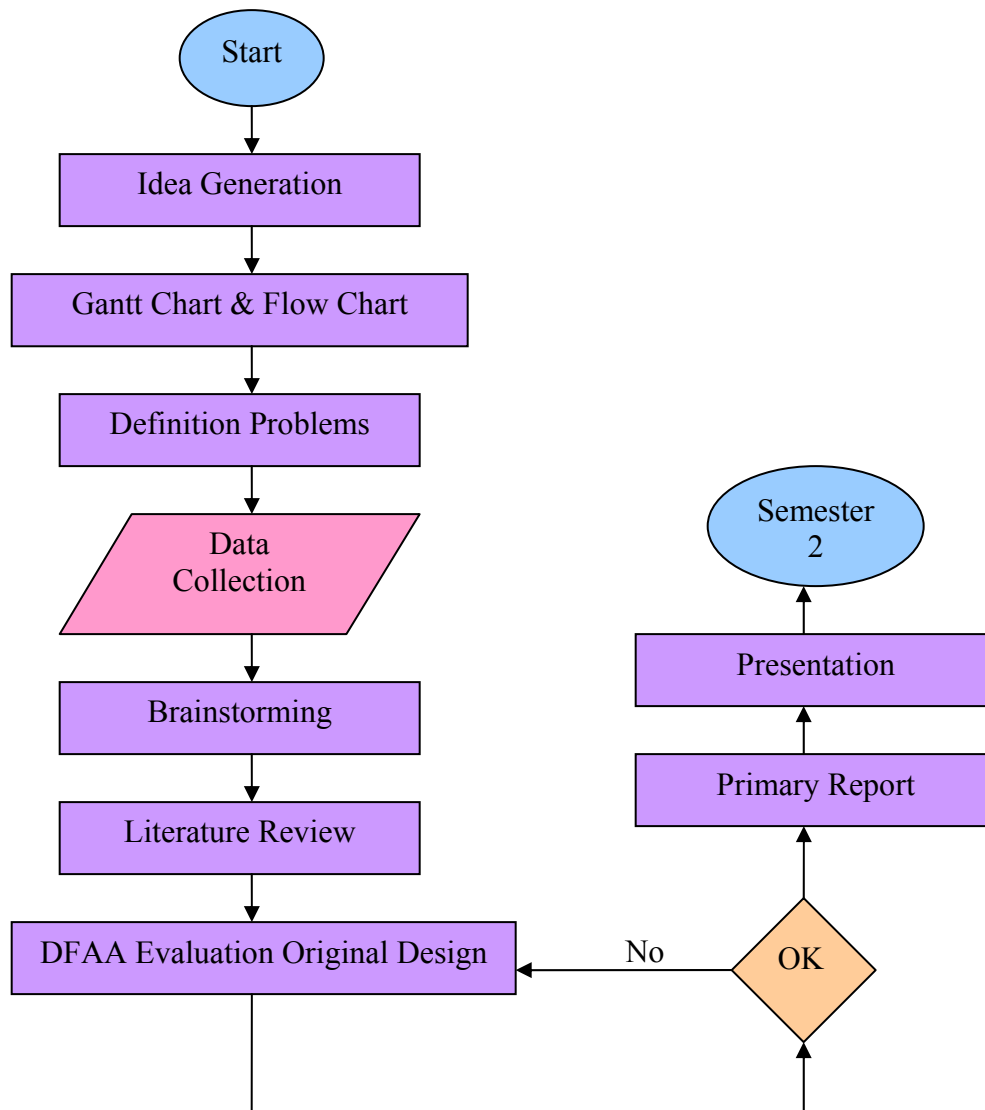 Start
Idea Generation
Gantt Chart & Flow Chart
Definition Problems
Data
Collection
Brainstorming
Literature Review
DFAA Evaluation Original Design
No
OK
Primary Report
Presentation
Semester
2